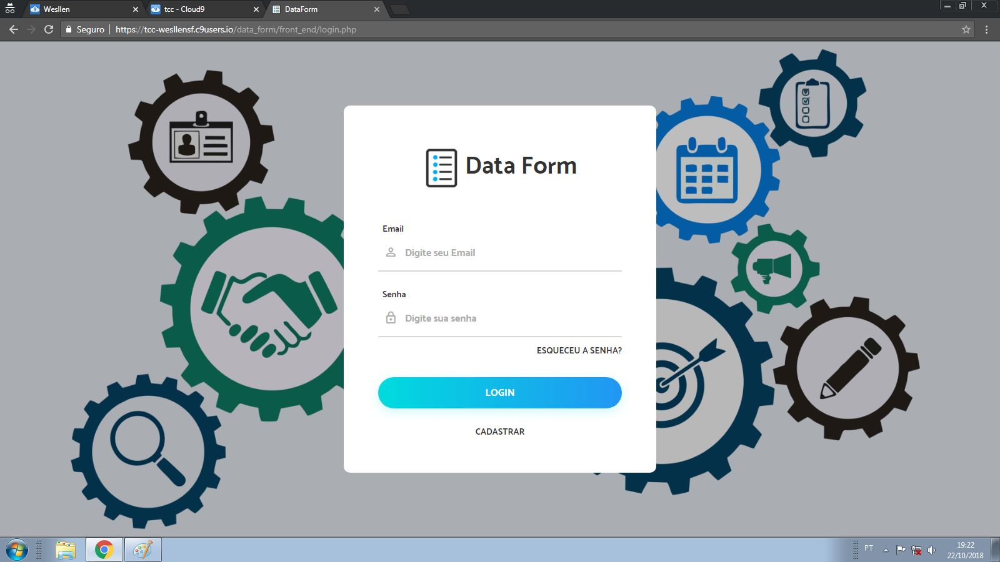 Wesllen
tcc - Cloud9
DataForm
Seguro
https://tcc-wesllensf.c9users.io/data_form/front_end/login.php
Data Form
Email
Digite seu Email
Senha
Digite sua senha
ESQUECEU A SENHA?
LOGIN
CADASTRAR
PT
19:22
22/10/2018